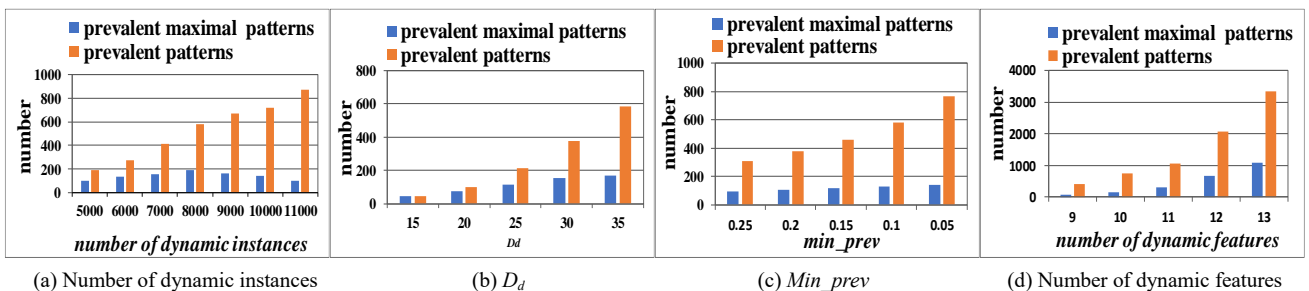 prevalent maximal patterns
prevalent patterns
1000
800
600
400
200
0
number
5000 6000 7000 8000 9000 10000 11000
number of dynamic instances
(a) Number of dynamic instances
prevalent maximal patterns
prevalent patterns
800
600
400
200
0
number
15 20 25 30 35
Dd
(b) Dd
prevalent maximal patterns
prevalent patterns
1000
800
600
400
200
0
number
0.25 0.2 0.15 0.1 0.05
min_prev
(c) Min_prev
prevalent maximal patterns
prevalent patterns
4000
3000
2000
1000
0
number
9 10 11 12 13
number of dynamic features
(d) Number of dynamic features